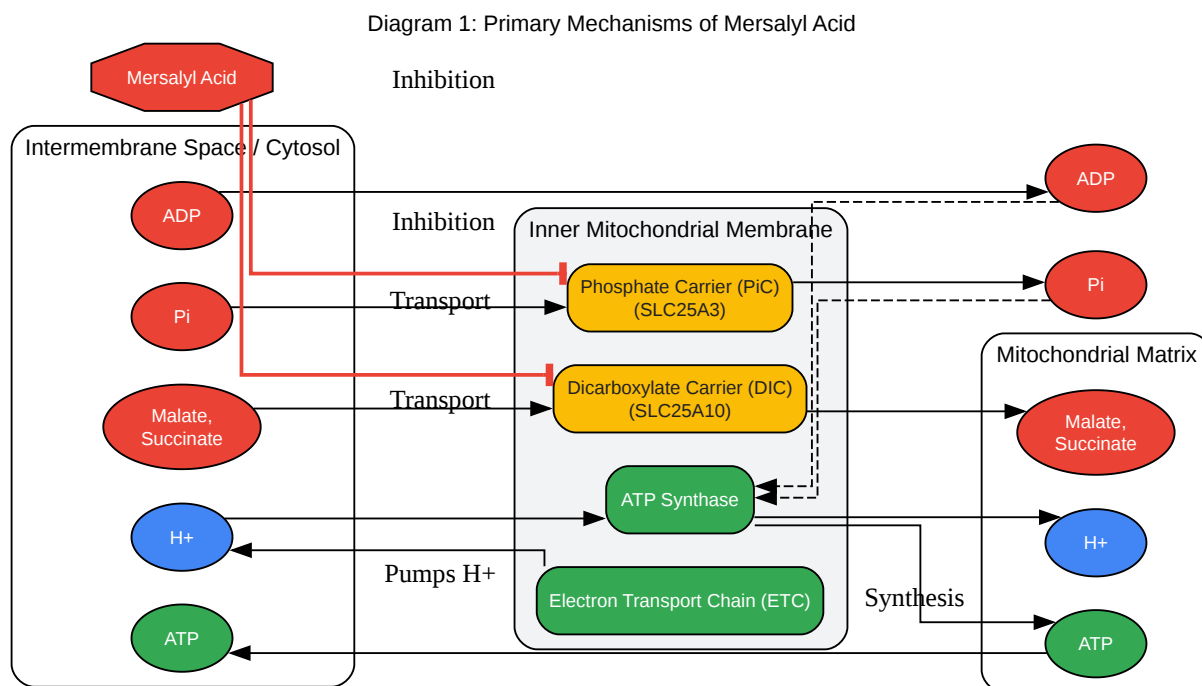 Diagram 1: Primary Mechanisms of Mersalyl Acid
Mersalyl Acid
Inhibition
Intermembrane Space / Cytosol
ADP
ADP
Inhibition
Inner Mitochondrial Membrane
Phosphate Carrier (PiC)
(SLC25A3)
Pi
Transport
Pi
Mitochondrial Matrix
Dicarboxylate Carrier (DIC)
(SLC25A10)
Malate,
Succinate
Transport
Malate,
Succinate
ATP Synthase
H+
H+
Pumps H+
Electron Transport Chain (ETC)
Synthesis
ATP
ATP